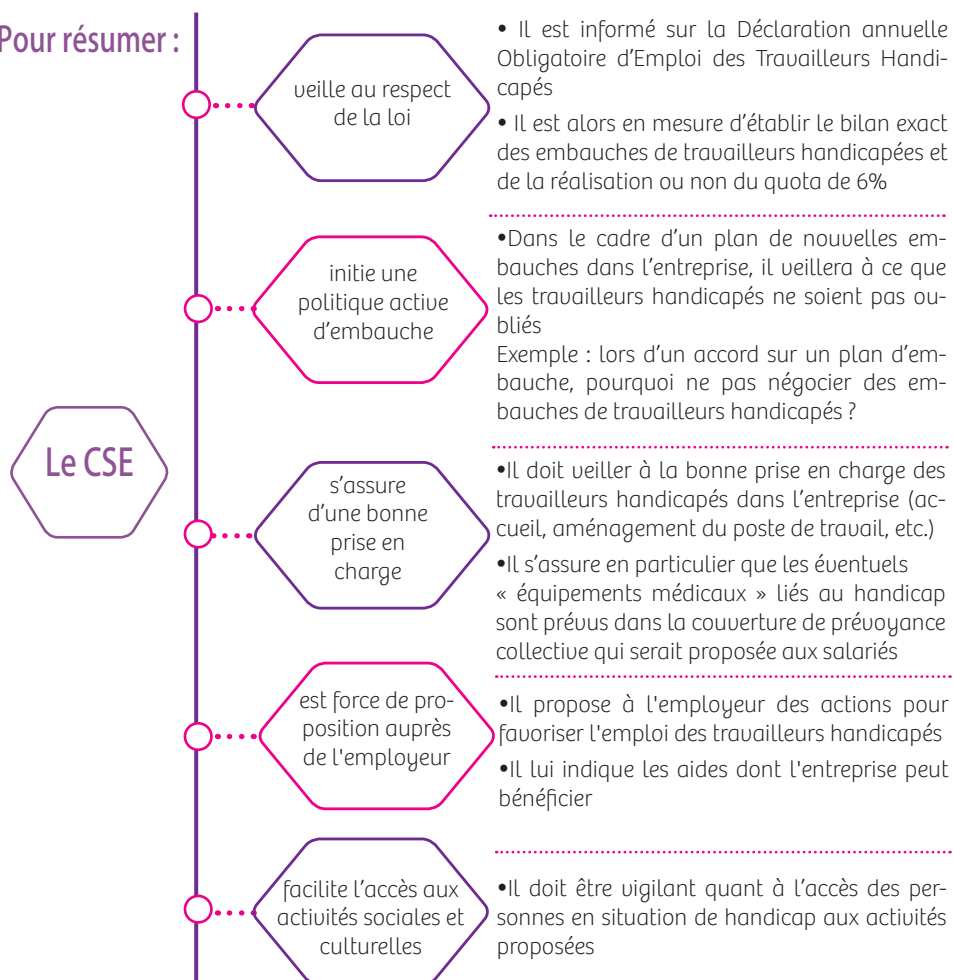 Pour résumer :
Le CSE
veille au respect
de la loi
• Il est informé sur la Déclaration annuelle
Obligatoire d’Emploi des Travailleurs Handi-
capés
• Il est alors en mesure d’établir le bilan exact
des embauches de travailleurs handicapées et
de la réalisation ou non du quota de 6%
initie une
politique active
d’embauche
•Dans le cadre d’un plan de nouvelles em-
bauches dans l’entreprise, il veillera à ce que
les travailleurs handicapés ne soient pas ou-
bliés
Exemple : lors d’un accord sur un plan d’em-
bauche, pourquoi ne pas négocier des em-
bauches de travailleurs handicapés ?
s’assure
d’une bonne
prise en
charge
•Il doit veiller à la bonne prise en charge des
travailleurs handicapés dans l’entreprise (ac-
cueil, aménagement du poste de travail, etc.)
•Il s’assure en particulier que les éventuels
« équipements médicaux » liés au handicap
sont prévus dans la couverture de prévoyance
collective qui serait proposée aux salariés
est force de pro-
position auprès
de l'employeur
•Il propose à l'employeur des actions pour
favoriser l'emploi des travailleurs handicapés
•Il lui indique les aides dont l'entreprise peut
bénéficier
facilite l’accès aux
activités sociales et
culturelles
•Il doit être vigilant quant à l’accès des per-
sonnes en situation de handicap aux activités
proposées